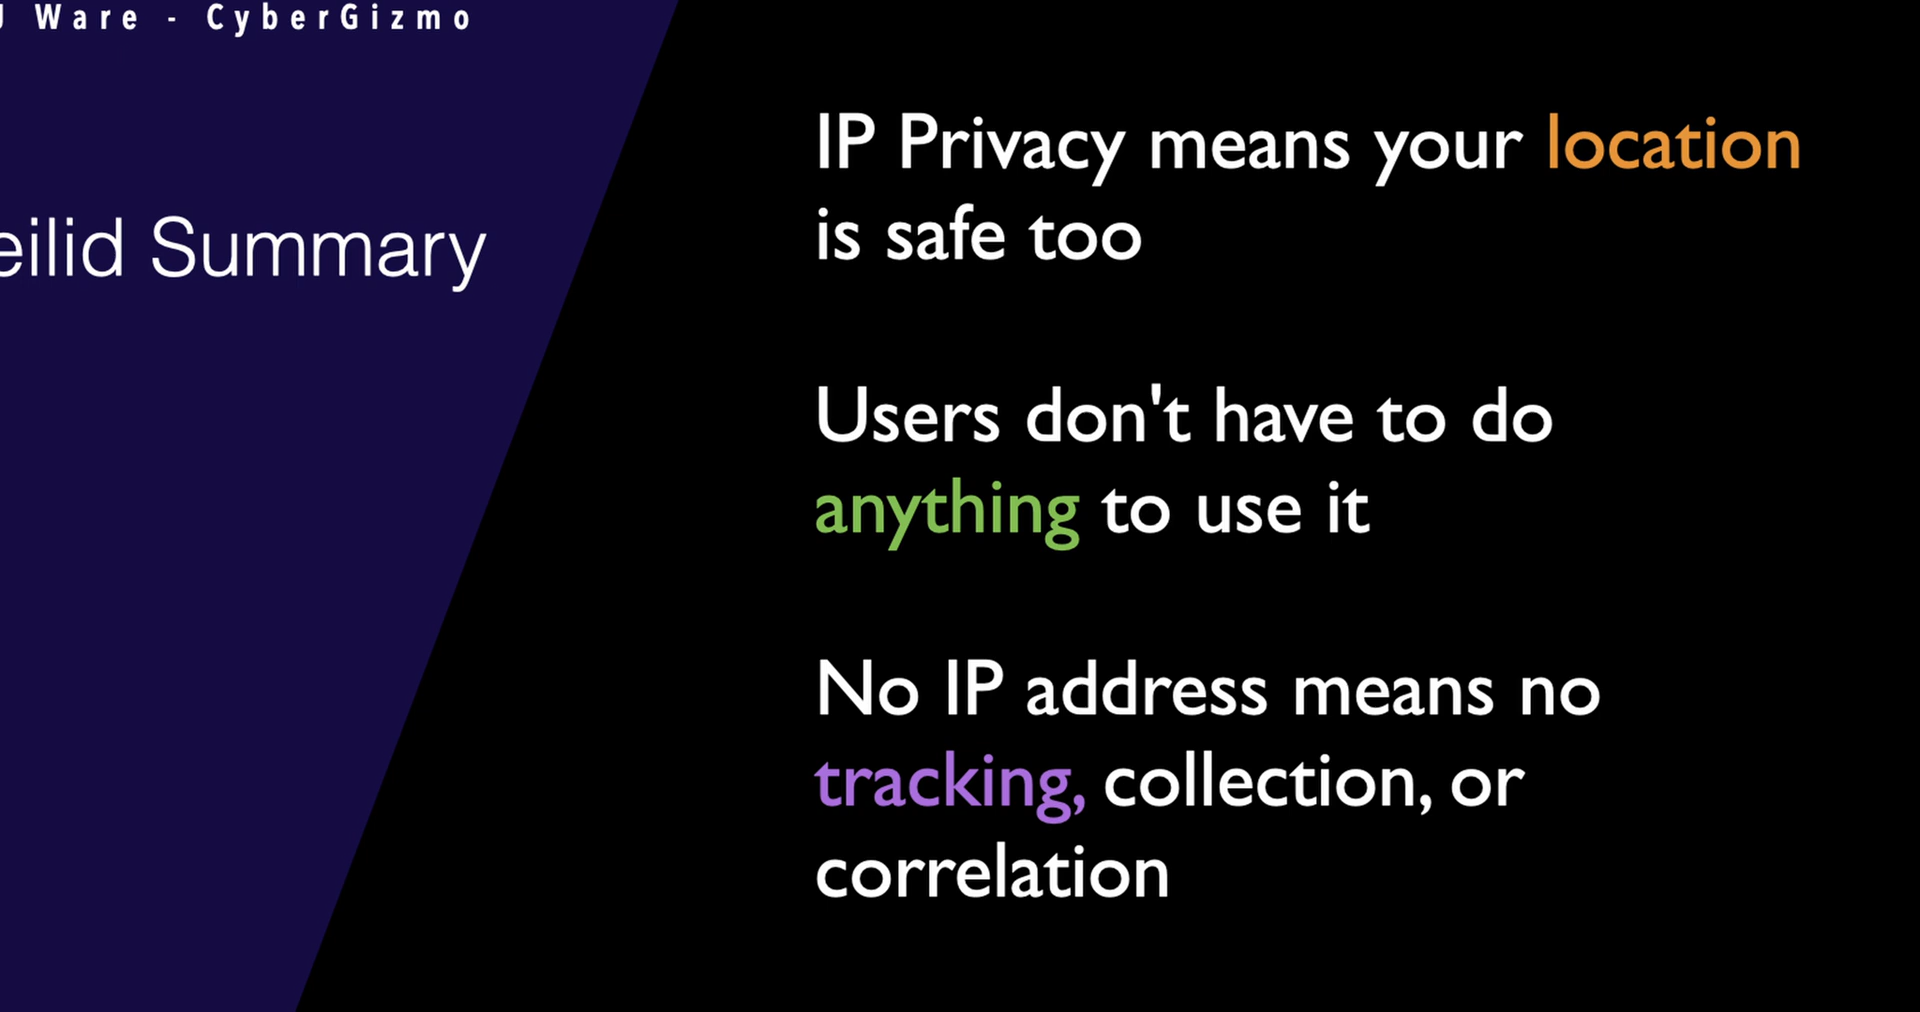 Ware - CyberGizmo
eilid Summary
IP Privacy means your location
is safe too
Users don't have to do
anything to use it
No IP address means no
tracking, collection, or
correlation